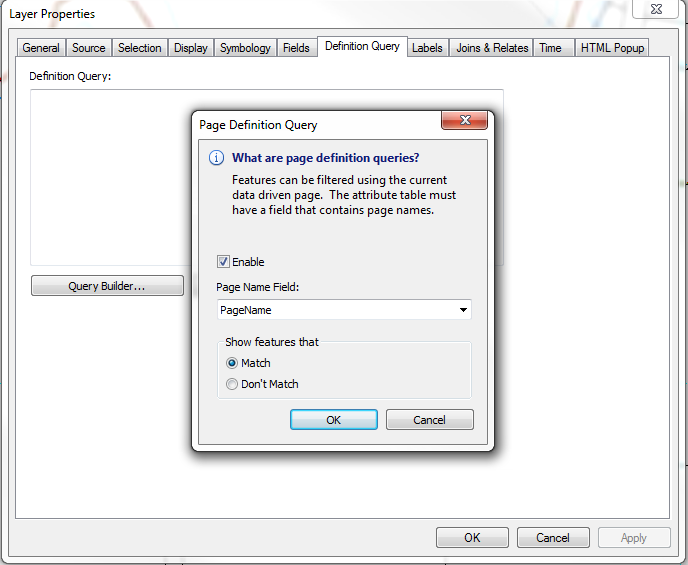 Layer Properties
General Source Selection Display Symbology Fields Definition Query Labels Joins & Relates Time HTML Popup
Definition Query:
Query Builder...
Page Definition Query
What are page definition queries?
Features can be filtered using the current
data driven page. The attribute table must
have a field that contains page names.
Enable
Page Name Field:
PageName
Show features that
Match
Don't Match
OK Cancel
OK Cancel Apply